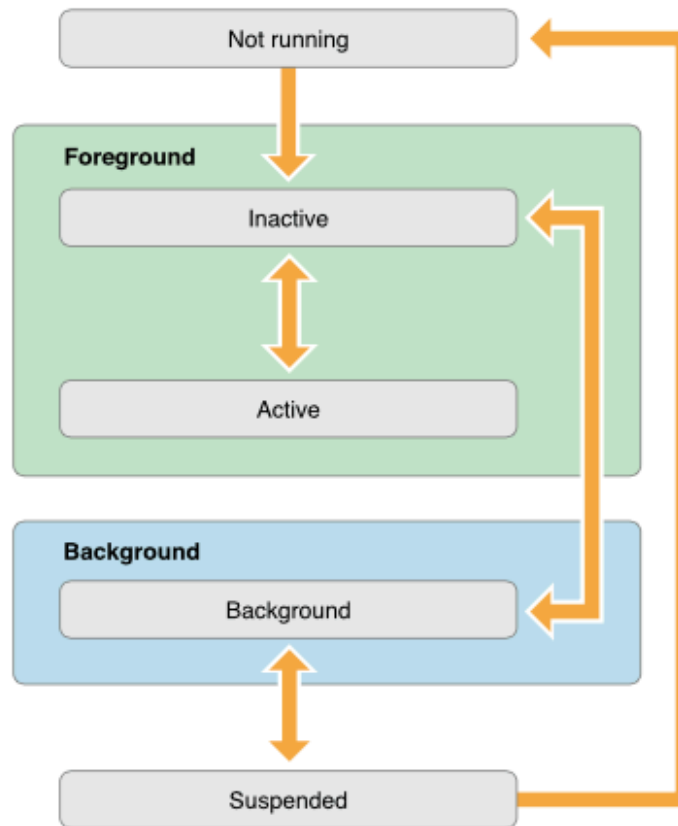 Not running
Foreground
Inactive
Active
Background
Background
Suspended